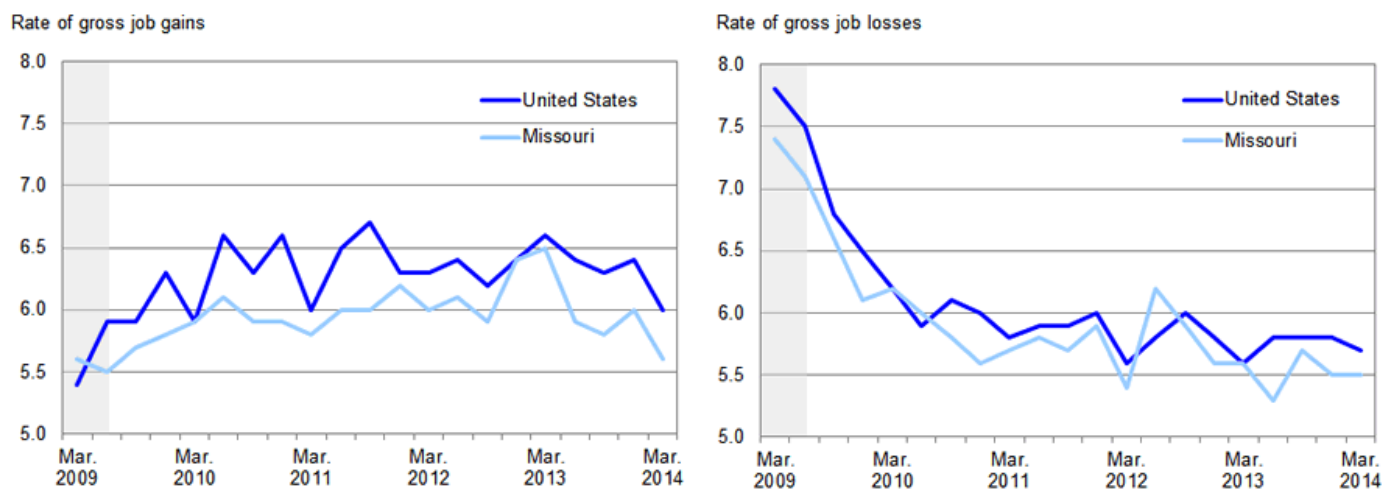 Rate of gross job gains
8.0
7.5
7.0
6.5
6.0
5.5
5.0
United States
Missouri
Mar. 2009
Mar. 2010
Mar. 2011
Mar. 2012
Mar. 2013
Mar. 2014
Rate of gross job losses
8.0
7.5
7.0
6.5
6.0
5.5
5.0
United States
Missouri
Mar. 2009
Mar. 2010
Mar. 2011
Mar. 2012
Mar. 2013
Mar. 2014